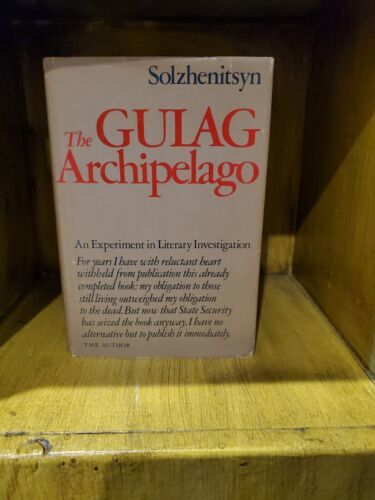 Solzhenitsyn
The GULAG
Archipelago
An Experiment in Literary Investigation
For years I have with reluctant heart
withheld from publication this already
completed book: my obligation to those
still living outweighed my obligation
to the dead. But now that State Security
has seized the book anyway, I have no
alternative but to publish it immediately.
THE AUTHOR